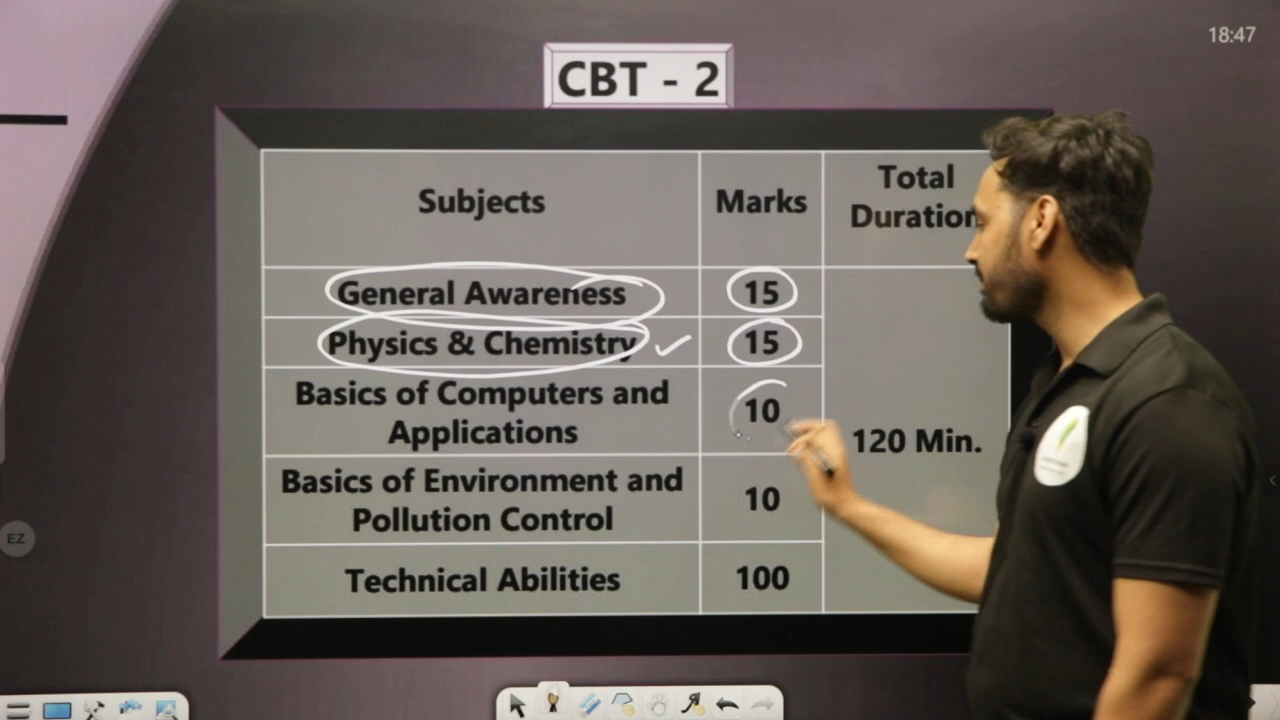 18:47
CBT - 2
Subjects
Marks
Total
Duration
General Awareness
15
Physics & Chemistry
15
Basics of Computers and
Applications
10
120 Min.
Basics of Environment and
Pollution Control
10
Technical Abilities
100
EZ